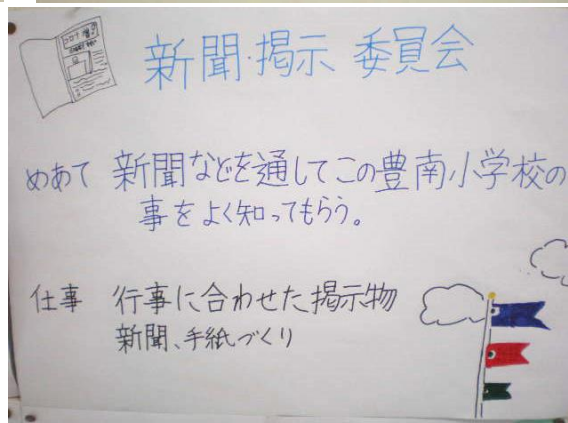 新聞・掲示 委員会
めあて 新聞などを通してこの豊南小学校の
事をよく知ってもらう。
仕事 行事に合わせた掲示物
新聞、手紙づくり